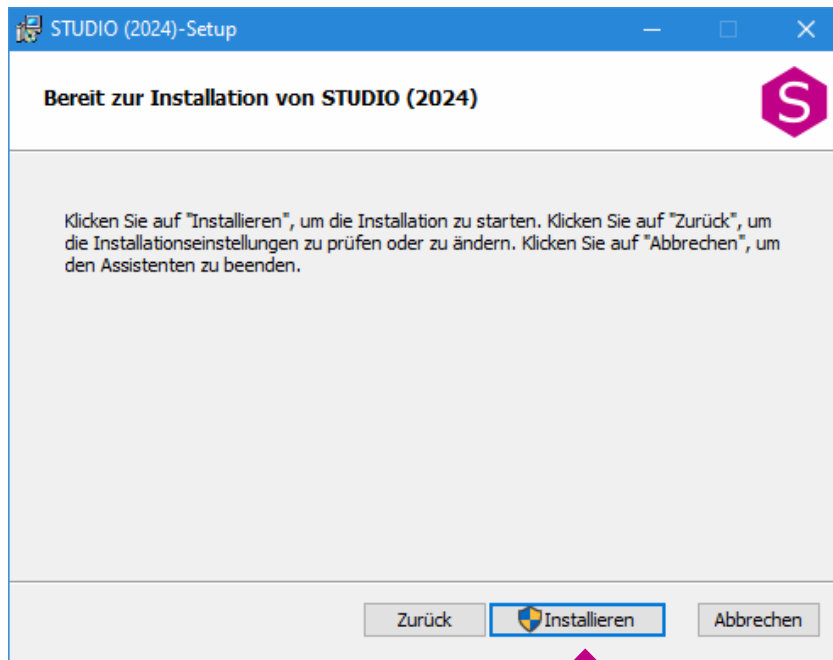 STUDIO (2024)-Setup
Bereit zur Installation von STUDIO (2024)
S
Klicken Sie auf "Installieren", um die Installation zu starten. Klicken Sie auf "Zurück", um
die Installationseinstellungen zu prüfen oder zu ändern. Klicken Sie auf "Abbrechen", um
den Assistenten zu beenden.
Zurück Installieren Abbrechen